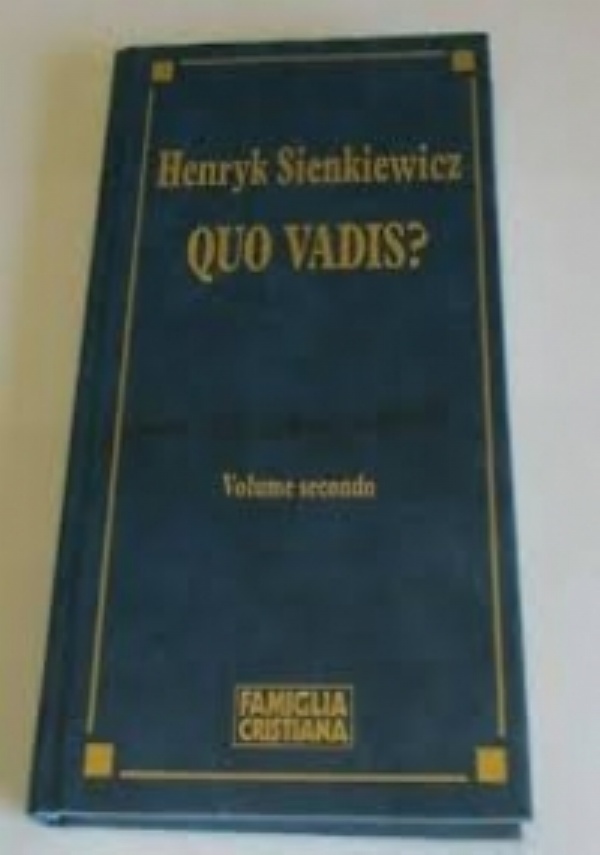 Henryk Sienkiewicz
QUO VADIS?
Volume secondo
FAMIGLIA
CRISTIANA